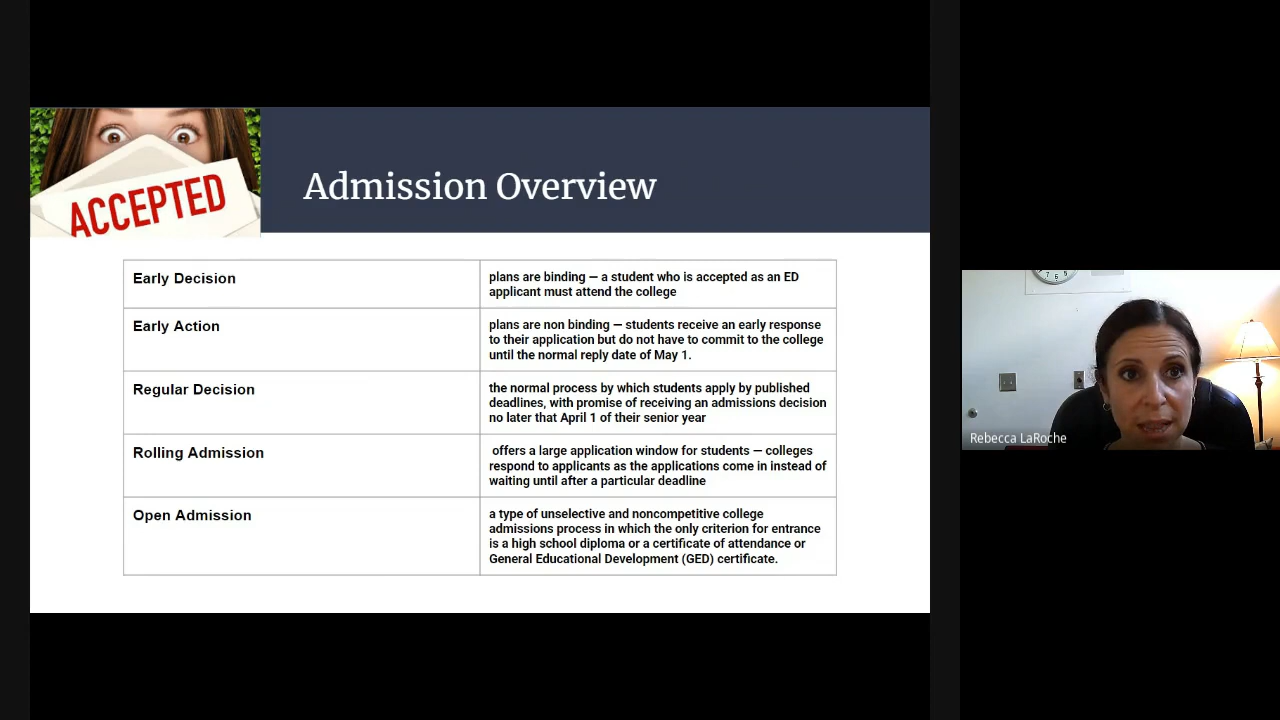 ACCEPTED
Admission Overview
Early Decision
plans are binding — a student who is accepted as an ED
applicant must attend the college
Early Action
plans are non binding — students receive an early response
to their application but do not have to commit to the college
until the normal reply date of May 1.
Regular Decision
the normal process by which students apply by published
deadlines, with promise of receiving an admissions decision
no later that April 1 of their senior year
Rolling Admission
offers a large application window for students — colleges
respond to applicants as the applications come in instead of
waiting until after a particular deadline
Open Admission
a type of unselective and noncompetitive college
admissions process in which the only criterion for entrance
is a high school diploma or a certificate of attendance or
General Educational Development (GED) certificate.
7 6 5
Rebecca LaRoche